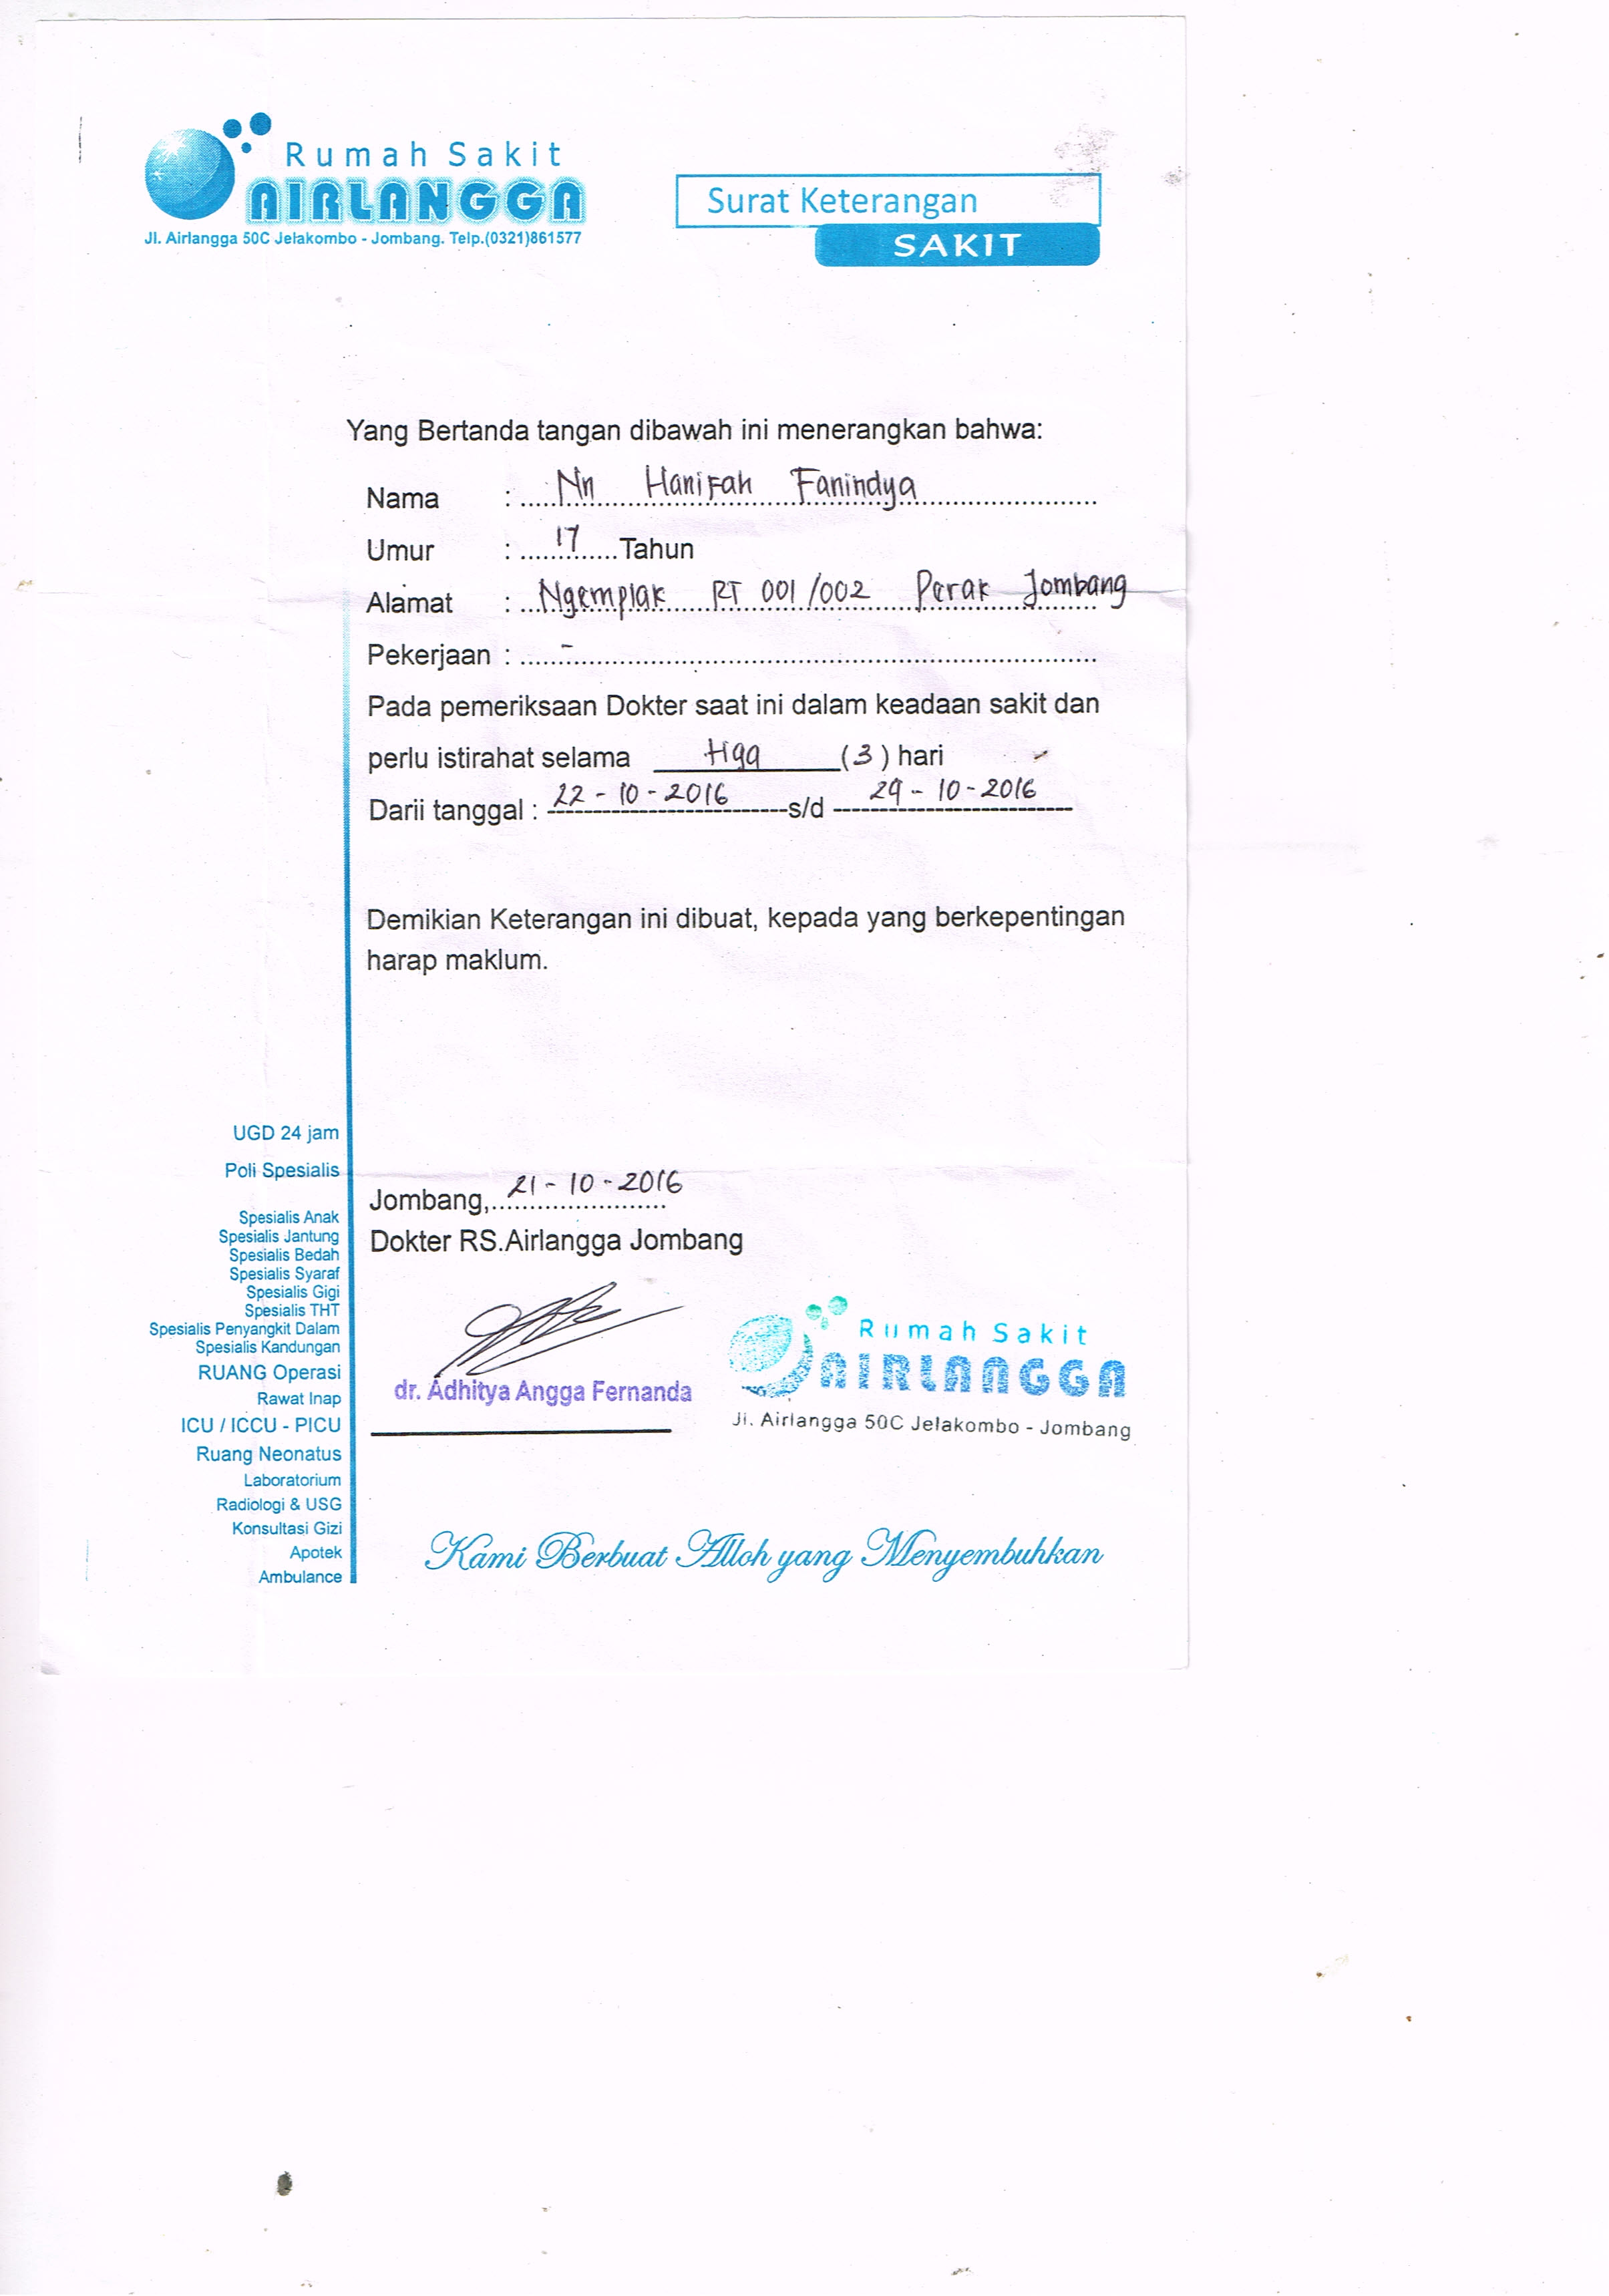 Rumah Sakit
AIRLANGGA
Jl. Airlangga 50C Jelakombo - Jombang. Telp.(0321)861577
Surat Keterangan
SAKIT
Yang Bertanda tangan dibawah ini menerangkan bahwa:
Nama : Nn Hanifah Fanindya
Umur : 17 Tahun
Alamat : Ngemplak RT 001/002 Perak Jombang
Pekerjaan : -
Pada pemeriksaan Dokter saat ini dalam keadaan sakit dan
perlu istirahat selama tiga (3) hari
Darii tanggal : 22-10-2016 s/d 29-10-2016
Demikian Keterangan ini dibuat, kepada yang berkepentingan
harap maklum.
UGD 24 jam
Poli Spesialis
Spesialis Anak
Spesialis Jantung
Spesialis Bedah
Spesialis Syaraf
Spesialis Gigi
Spesialis THT
Spesialis Penyangkit Dalam
Spesialis Kandungan
RUANG Operasi
Rawat Inap
ICU / ICCU - PICU
Ruang Neonatus
Laboratorium
Radiologi & USG
Konsultasi Gizi
Apotek
Ambulance
Jombang, 21-10-2016
Dokter RS.Airlangga Jombang
dr. Adhitya Angga Fernanda
Rumah Sakit
AIRLANGGA
Jl. Airlangga 50C Jelakombo - Jombang
Kami Berbuat Alloh yang Menyembuhkan